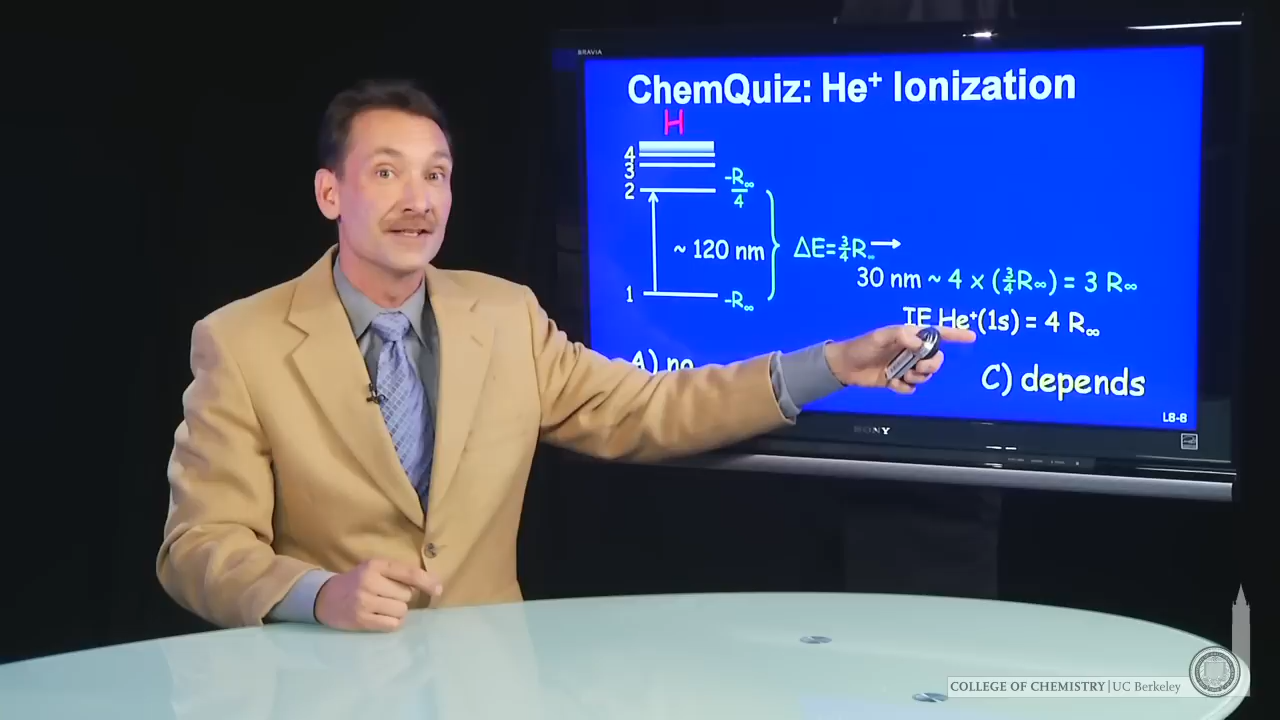 BRAVIA
ChemQuiz: He⁺ Ionization
H
4
3
2
-R∞
4
~ 120 nm
ΔE=¾R∞
30 nm ~ 4 x (¾R∞) = 3 R∞
1
-R∞
IE He⁺(1s) = 4 R∞
A) no
C) depends
L8-8
SONY
COLLEGE OF CHEMISTRY | UC Berkeley